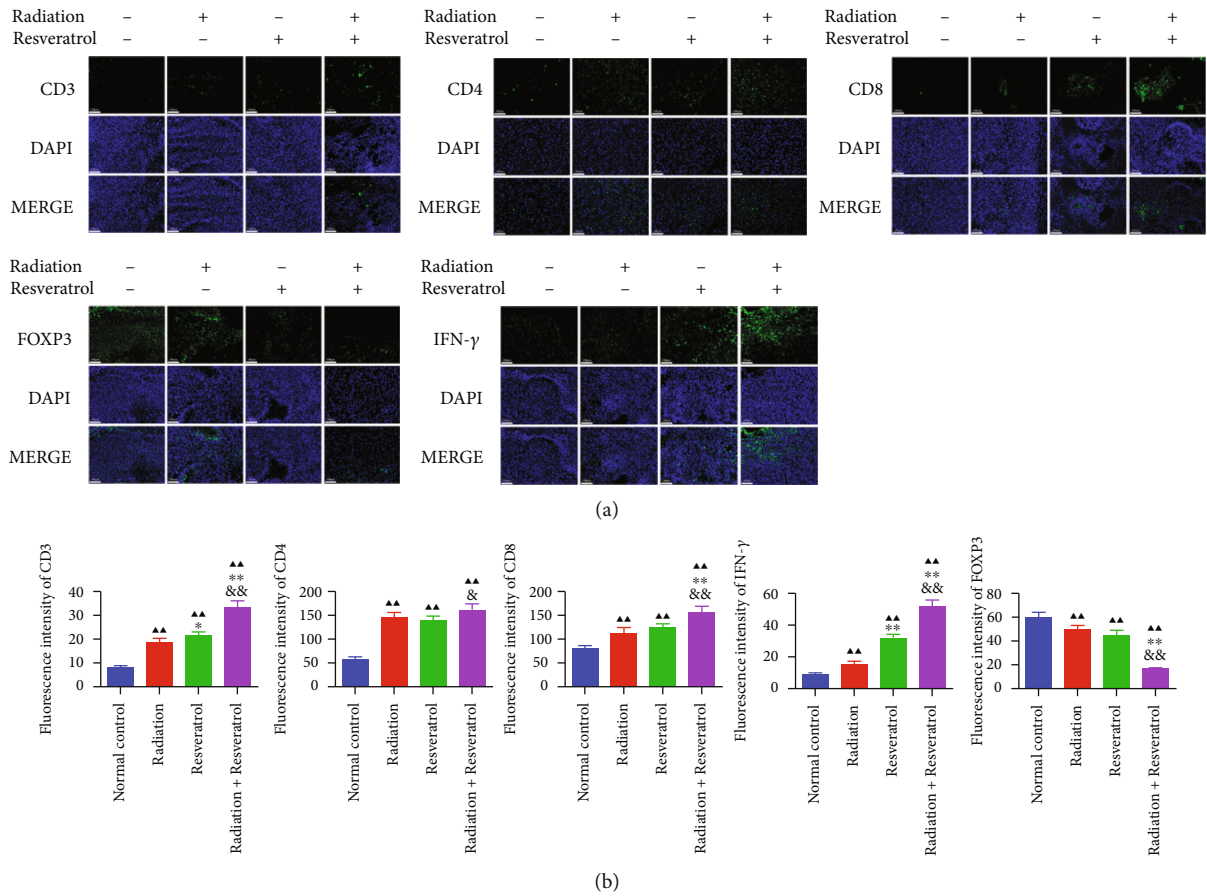 Radiation – + – +
Resveratrol – – + +
CD3
DAPI
MERGE
Radiation – + – +
Resveratrol – – + +
CD4
DAPI
MERGE
Radiation – + – +
Resveratrol – – + +
CD8
DAPI
MERGE
Radiation – + – +
Resveratrol – – + +
FOXP3
DAPI
MERGE
Radiation – + – +
Resveratrol – – + +
IFN-γ
DAPI
MERGE
(a)
Fluorescence intensity of CD3
40
30
20
10
0
▲▲
▲▲
*
▲▲
**
&&
Normal control
Radiation
Resveratrol
Radiation + Resveratrol
Fluorescence intensity of CD4
200
150
100
50
0
▲▲
▲▲
▲▲
&
Normal control
Radiation
Resveratrol
Radiation + Resveratrol
Fluorescence intensity of CD8
200
150
100
50
0
▲▲
▲▲
▲▲
**
&&
Normal control
Radiation
Resveratrol
Radiation + Resveratrol
Fluorescence intensity of IFN-γ
60
40
20
0
▲▲
▲▲
**
▲▲
**
&&
Normal control
Radiation
Resveratrol
Radiation + Resveratrol
Fluorescence intensity of FOXP3
80
60
40
20
0
▲▲
▲▲
▲▲
**
&&
Normal control
Radiation
Resveratrol
Radiation + Resveratrol
(b)